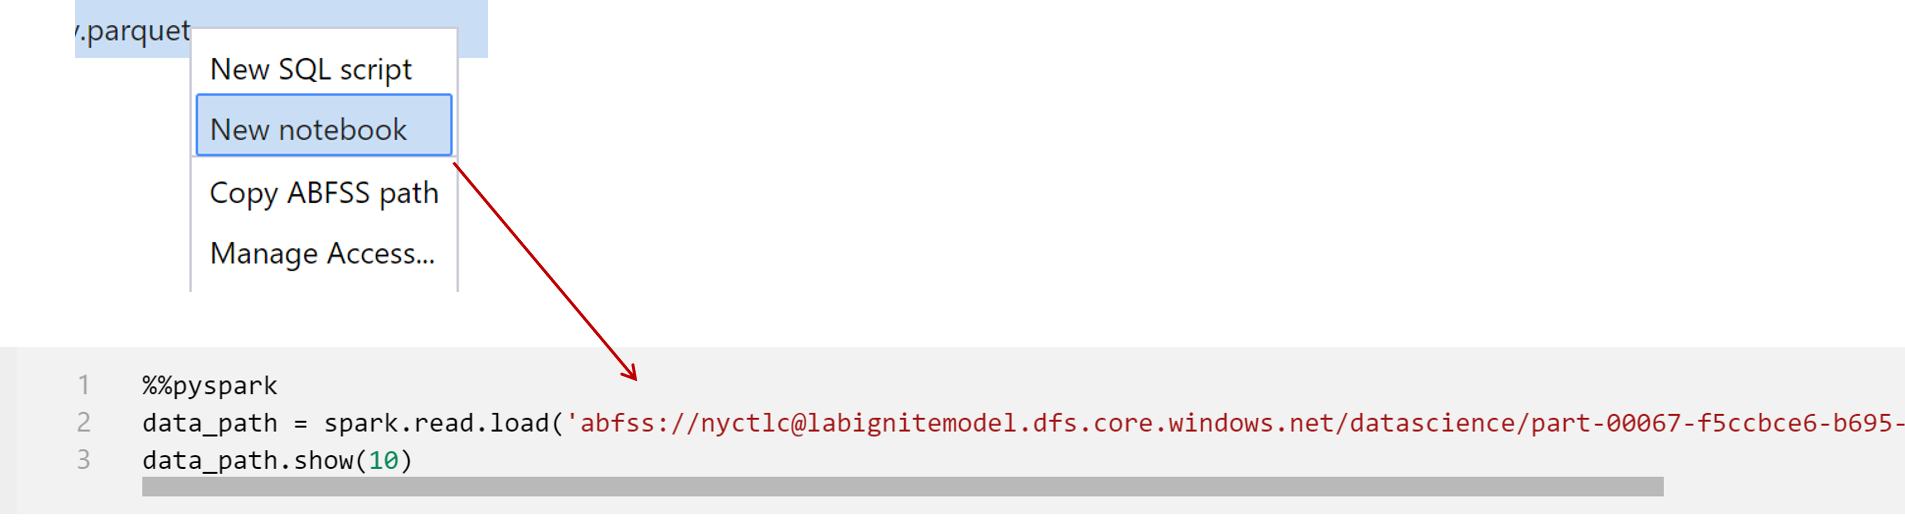 .parquet
New SQL script
New notebook
Copy ABFSS path
Manage Access...
1 %%pyspark
2 data_path = spark.read.load('abfss://nyctlc@labignitemodel.dfs.core.windows.net/datascience/part-00067-f5ccbce6-b695-
3 data_path.show(10)